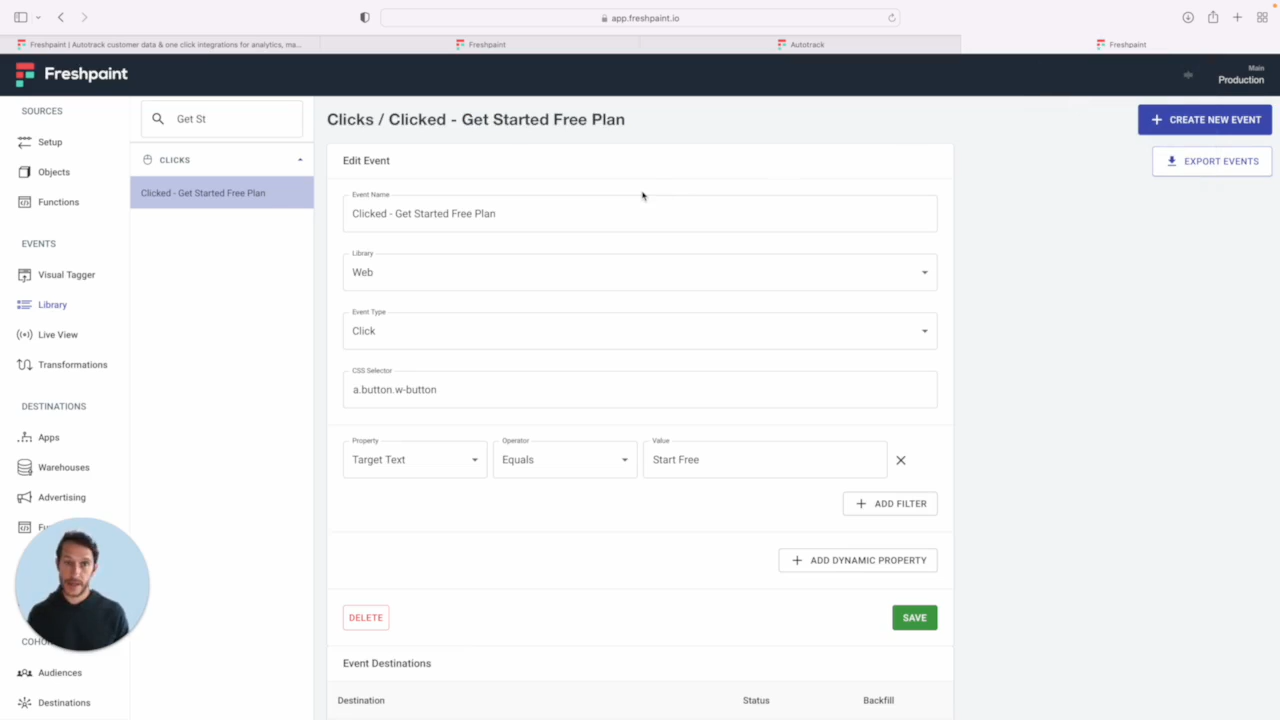 app.freshpaint.io
Freshpaint | Autotrack customer data & one click integrations for analytics, ma...
Freshpaint
Autotrack
Freshpaint
Freshpaint
Main
Production
SOURCES
Setup
Objects
Functions
EVENTS
Visual Tagger
Library
Live View
Transformations
DESTINATIONS
Apps
Warehouses
Advertising
Audiences
Destinations
Get St
CLICKS
Clicked - Get Started Free Plan
Clicks / Clicked - Get Started Free Plan
CREATE NEW EVENT
EXPORT EVENTS
Edit Event
Event Name
Clicked - Get Started Free Plan
Library
Web
Event Type
Click
CSS Selector
a.button.w-button
Property
Target Text
Operator
Equals
Value
Start Free
ADD FILTER
ADD DYNAMIC PROPERTY
DELETE
SAVE
Event Destinations
Destination
Status
Backfill